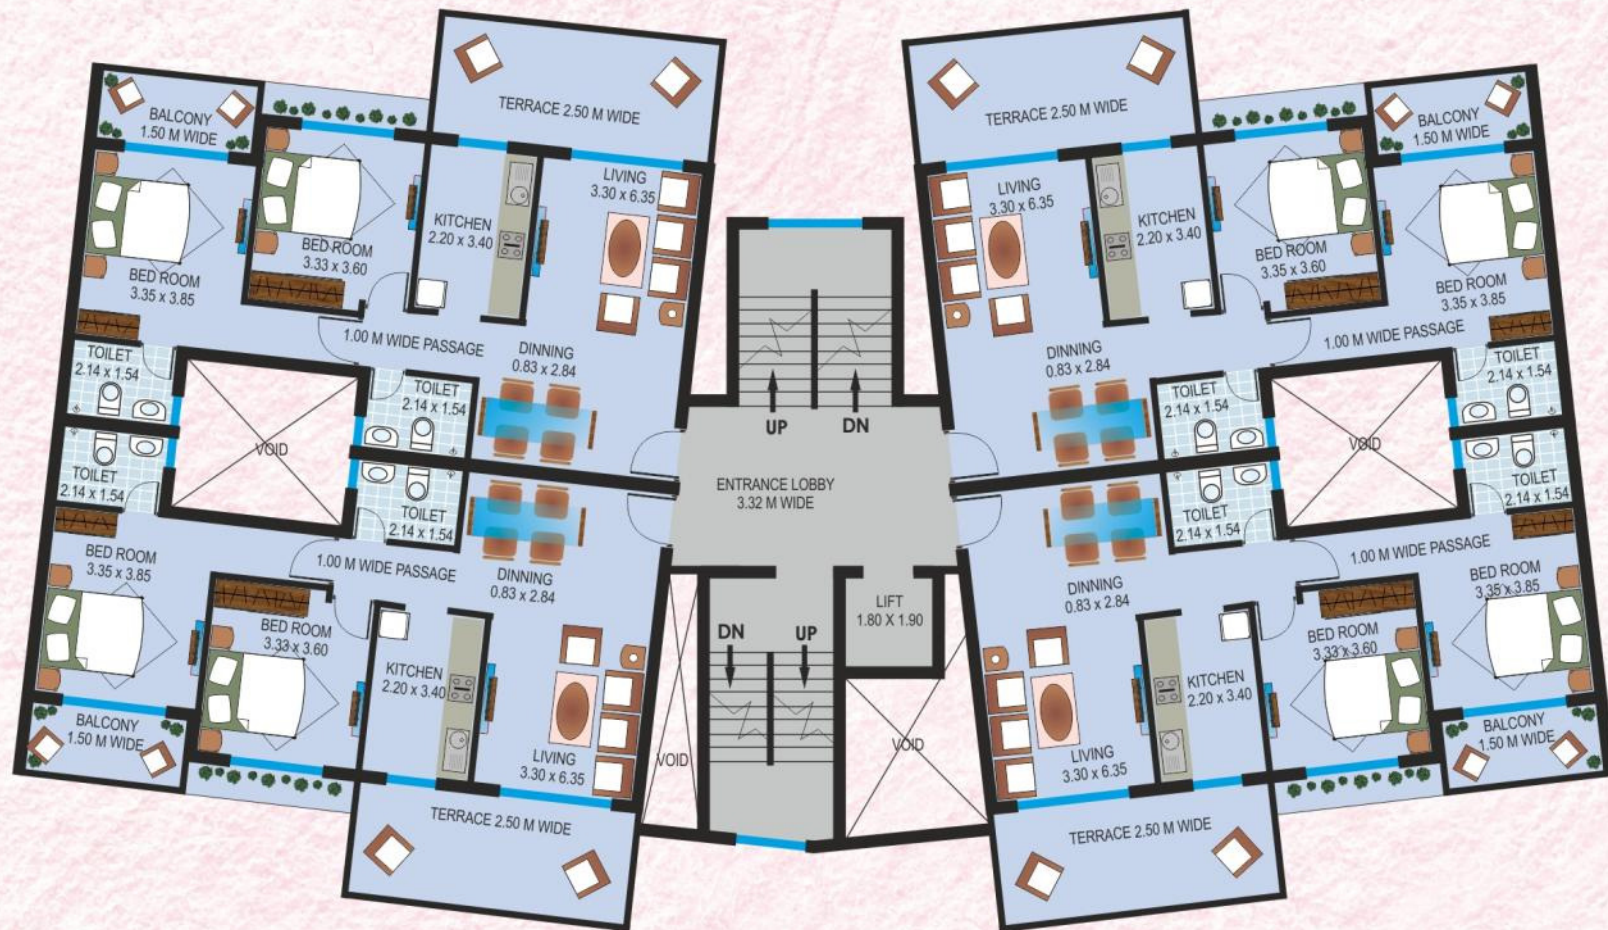 TERRACE 2.50 M WIDE
BALCONY
1.50 M WIDE
BED ROOM
3.35 x 3.85
BED ROOM
3.33 x 3.60
KITCHEN
2.20 x 3.40
LIVING
3.30 x 6.35
1.00 M WIDE PASSAGE
DINNING
0.83 x 2.84
TOILET
2.14 x 1.54
TOILET
2.14 x 1.54
VOID
TERRACE 2.50 M WIDE
BALCONY
1.50 M WIDE
LIVING
3.30 x 6.35
KITCHEN
2.20 x 3.40
BED ROOM
3.35 x 3.60
BED ROOM
3.35 x 3.85
1.00 M WIDE PASSAGE
DINNING
0.83 x 2.84
TOILET
2.14 x 1.54
TOILET
2.14 x 1.54
VOID
UP
DN
ENTRANCE LOBBY
3.32 M WIDE
TOILET
2.14 x 1.54
TOILET
2.14 x 1.54
BED ROOM
3.35 x 3.85
1.00 M WIDE PASSAGE
DINNING
0.83 x 2.84
BED ROOM
3.33 x 3.60
KITCHEN
2.20 x 3.40
LIVING
3.30 x 6.35
BALCONY
1.50 M WIDE
TERRACE 2.50 M WIDE
VOID
DN
UP
LIFT
1.80 X 1.90
VOID
TOILET
2.14 x 1.54
TOILET
2.14 x 1.54
1.00 M WIDE PASSAGE
DINNING
0.83 x 2.84
BED ROOM
3.35 x 3.85
BED ROOM
3.33 x 3.60
KITCHEN
2.20 x 3.40
LIVING
3.30 x 6.35
BALCONY
1.50 M WIDE
TERRACE 2.50 M WIDE